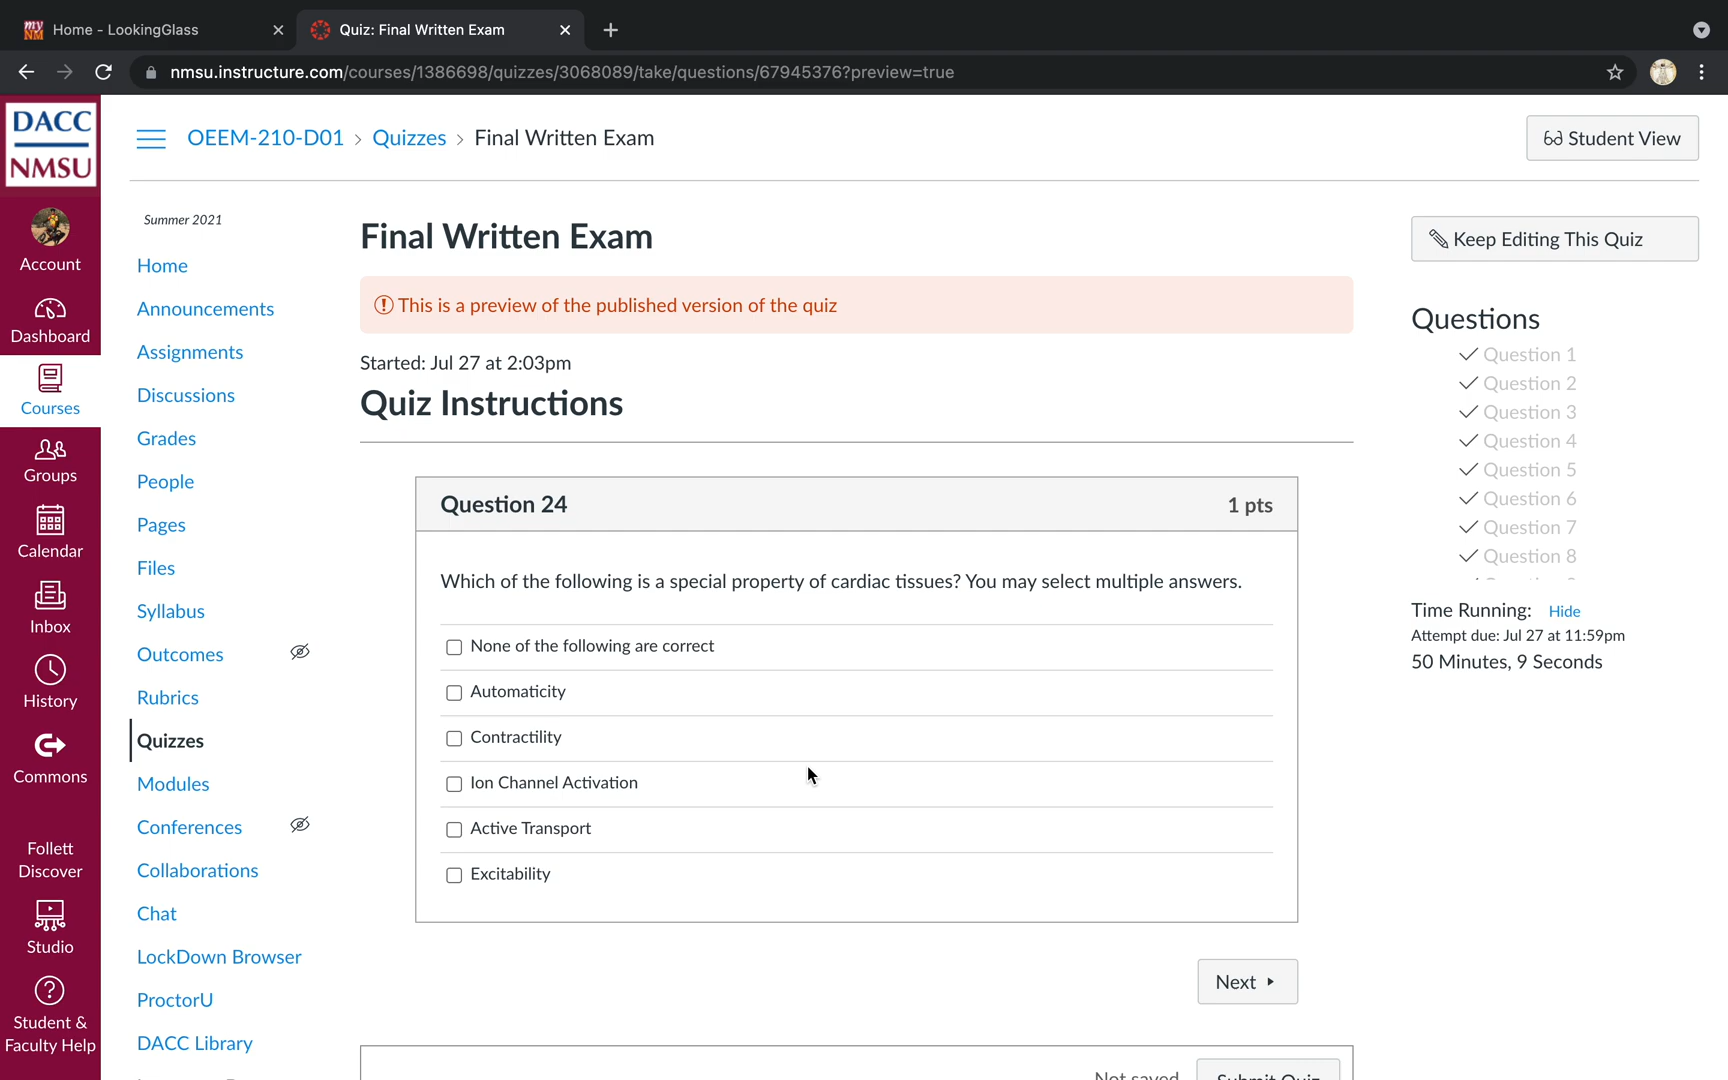 Home - LookingGlass
Quiz: Final Written Exam
nmsu.instructure.com/courses/1386698/quizzes/3068089/take/questions/67945376?preview=true
DACC
NMSU
OEEM-210-D01 › Quizzes › Final Written Exam
Student View
Account
Dashboard
Courses
Groups
Calendar
Inbox
History
Commons
Follett
Discover
Studio
Student &
Faculty Help
Summer 2021
Home
Announcements
Assignments
Discussions
Grades
People
Pages
Files
Syllabus
Outcomes
Rubrics
Quizzes
Modules
Conferences
Collaborations
Chat
LockDown Browser
ProctorU
DACC Library
Final Written Exam
This is a preview of the published version of the quiz
Started: Jul 27 at 2:03pm
Quiz Instructions
Question 24
1 pts
Which of the following is a special property of cardiac tissues? You may select multiple answers.
None of the following are correct
Automaticity
Contractility
Ion Channel Activation
Active Transport
Excitability
Next
Not saved
Submit Quiz
Keep Editing This Quiz
Questions
Question 1
Question 2
Question 3
Question 4
Question 5
Question 6
Question 7
Question 8
Time Running: Hide
Attempt due: Jul 27 at 11:59pm
50 Minutes, 9 Seconds